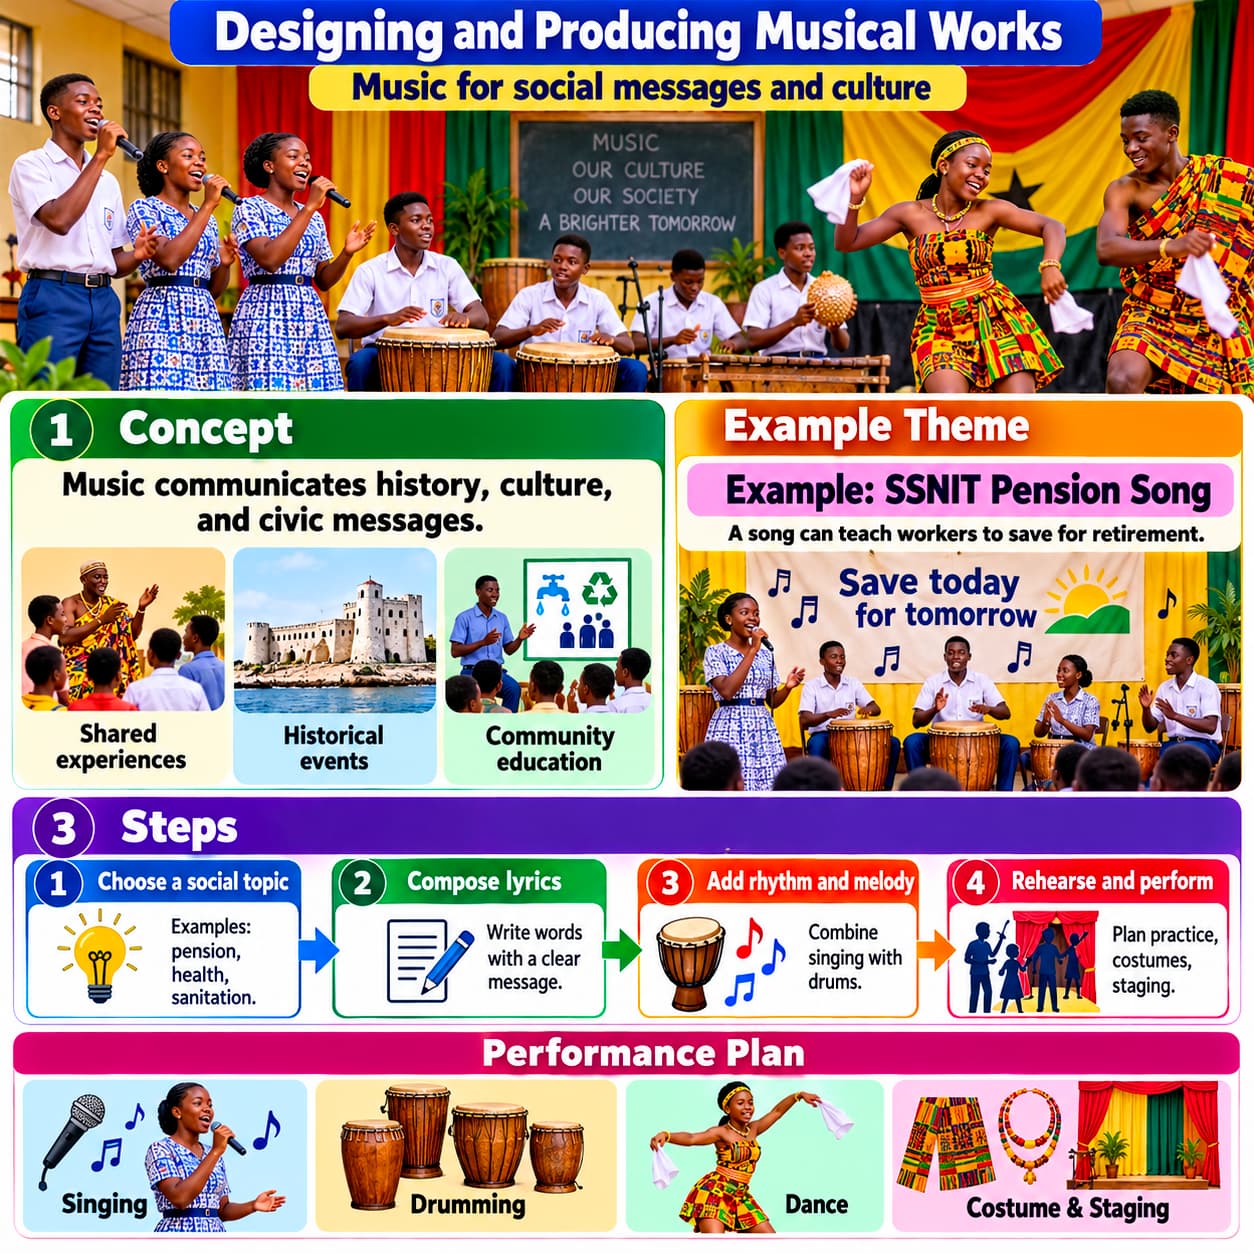 Designing and Producing Musical Works
Music for social messages and culture
MUSIC
OUR CULTURE
OUR SOCIETY
A BRIGHTER TOMORROW
1 Concept
Music communicates history, culture,
and civic messages.
Shared
experiences
Historical
events
Community
education
Example Theme
Example: SSNIT Pension Song
A song can teach workers to save for retirement.
Save today
for tomorrow
3 Steps
1 Choose a social topic
Examples:
pension,
health,
sanitation.
2 Compose lyrics
Write words
with a clear
message.
3 Add rhythm and melody
Combine
singing with
drums.
4 Rehearse and perform
Plan practice,
costumes,
staging.
Performance Plan
Singing
Drumming
Dance
Costume & Staging